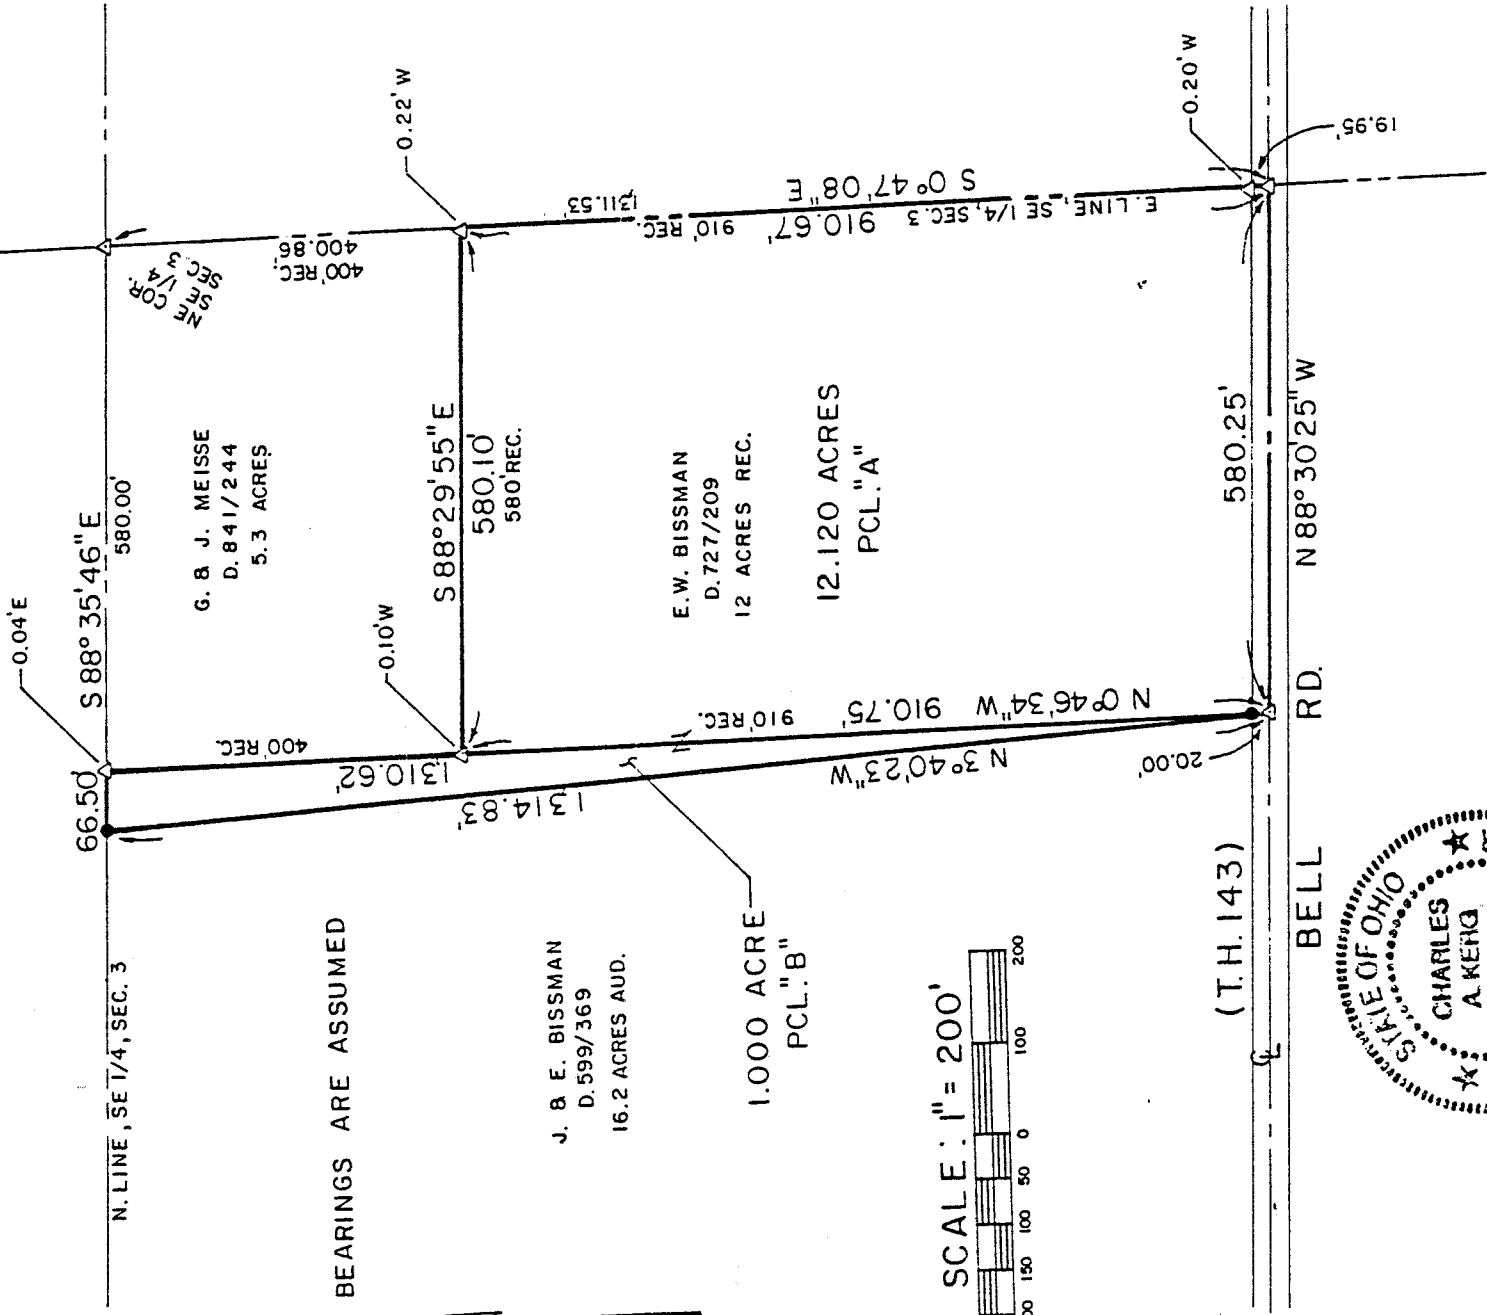 0.04'E
N. LINE, SE 1/4, SEC. 3
66.50'
S 88° 35' 46" E
580.00'
NE COR.
SE 1/4
SEC. 3
400' REC.
400.86'
0.22' W
G. & J. MEISSE
D. 841/244
5.3 ACRES
400' REC.
1310.62'
0.10' W
S 88° 29' 55" E
580.10'
580' REC.
BEARINGS ARE ASSUMED
1314.83'
N 3° 40' 23" W
910' REC.
910.75'
N 0° 46' 34" W
1311.53'
S 0° 47' 08" E
910' REC.
910.67'
E. LINE, SE 1/4, SEC. 3
E.W. BISSMAN
D. 727/209
12 ACRES REC.
12.120 ACRES
PCL. "A"
J. & E. BISSMAN
D. 599/369
16.2 ACRES AUD.
1.000 ACRE
PCL. "B"
0.20' W
19.95'
20.00'
580.25'
N 88° 30' 25" W
(T.H. 143)
BELL RD.
SCALE: 1" = 200'
150 100 50 0 100 200
STATE OF OHIO
CHARLES
A. KERG